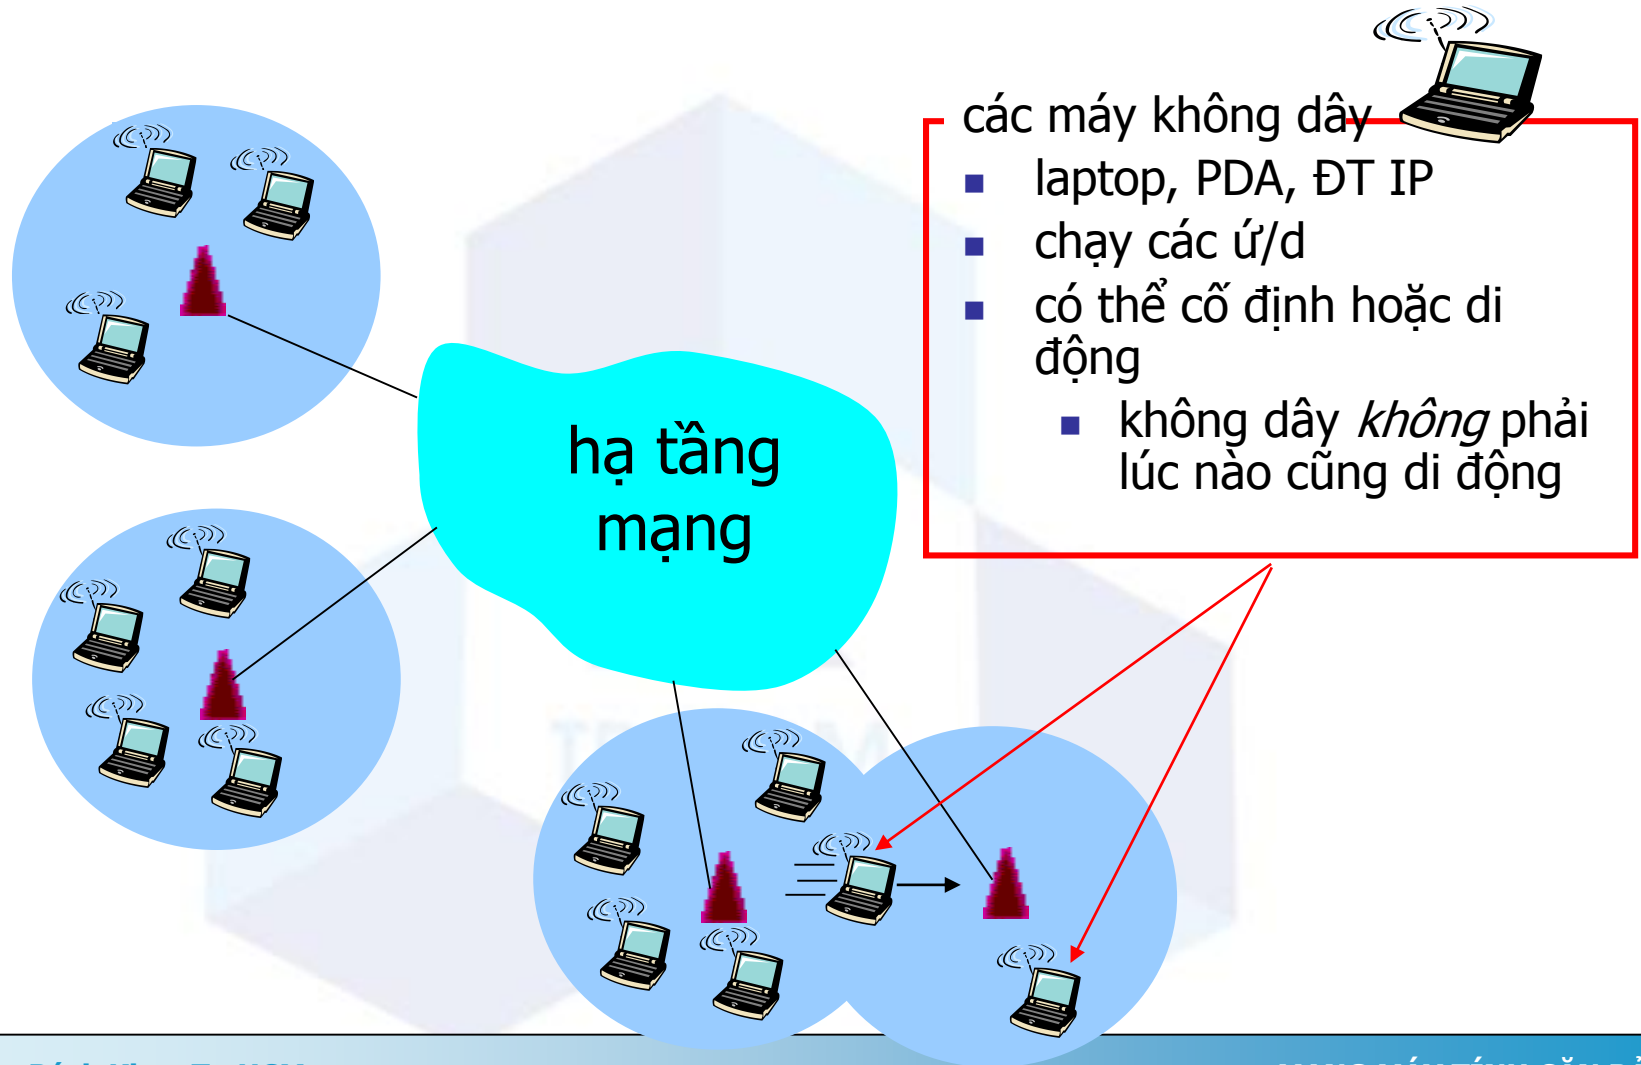 các máy không dây
laptop, PDA, ĐT IP
chạy các ứ/d
có thể cố định hoặc di
động
không dây không phải
lúc nào cũng di động
hạ tầng
mạng